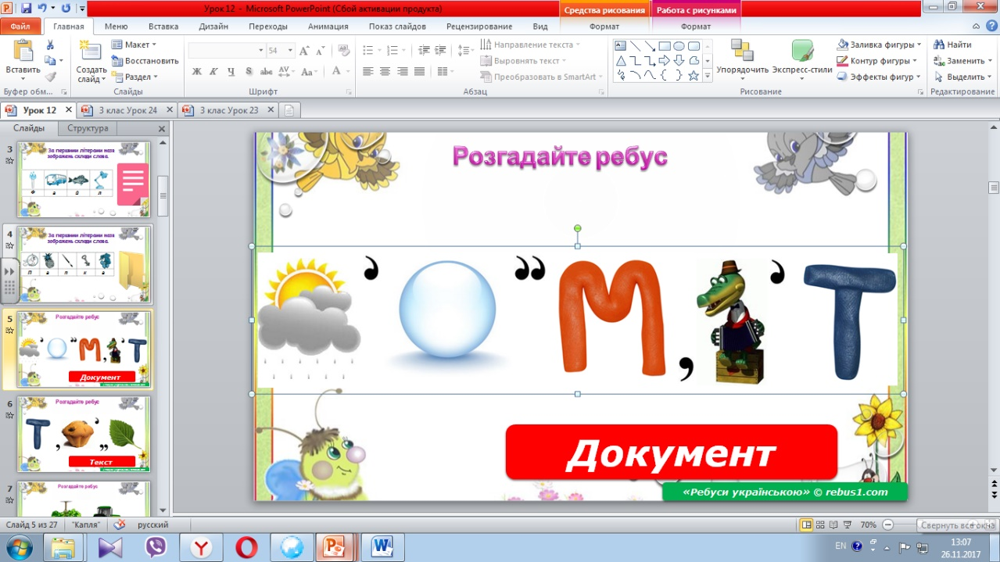 Урок 12 - Microsoft PowerPoint (Сбой активации продукта)
Средства рисования
Работа с рисунками
Файл Главная Меню Вставка Дизайн Переходы Анимация Показ слайдов Рецензирование Вид Формат Формат
Вставить
Буфер обм...
Создать слайд
Макет
Восстановить
Раздел
Слайды
54
Ж К Ч S abc AV Aa А
Шрифт
Направление текста
Выровнять текст
Преобразовать в SmartArt
Абзац
Упорядочить
Экспресс-стили
Заливка фигуры
Контур фигуры
Эффекты фигур
Рисование
Найти
Заменить
Выделить
Редактирование
Урок 12
3 клас Урок 24
3 клас Урок 23
Слайды
Структура
3
За першими літерами назв
зображень склади слова.
Ф а й л
4
За першими літерами назв
зображень склади слова.
П а п к а
5
Розгадайте ребус
’ ” М , ’ Т
Документ
6
Розгадайте ребус
Т , ’ ,,
Текст
7
Розгадайте ребус
Розгадайте ребус
’ ” М , ’ Т
Документ
«Ребуси українською» © rebus1.com
Слайд 5 из 27
"Капля"
русский
70%
Свернуть все окна
EN
13:07
26.11.2017